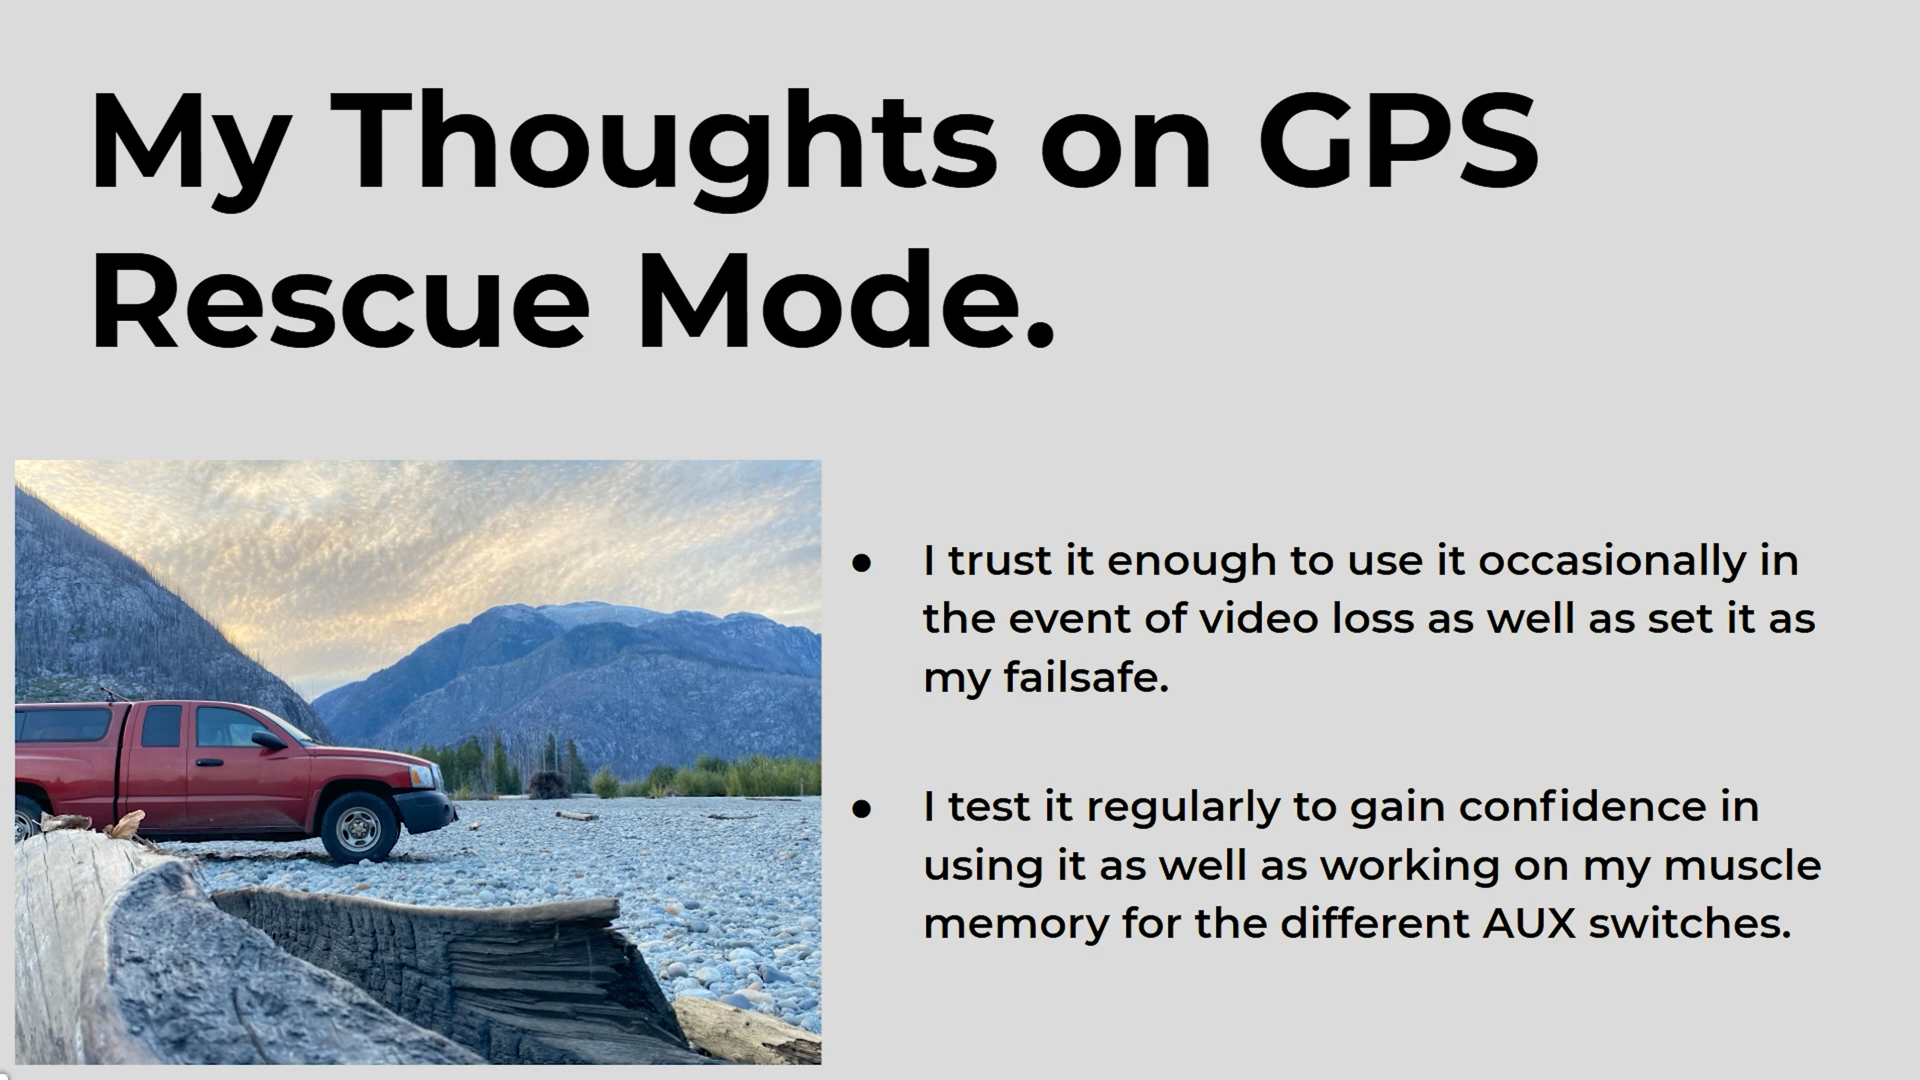 My Thoughts on GPS
Rescue Mode.
● I trust it enough to use it occasionally in
the event of video loss as well as set it as
my failsafe.
● I test it regularly to gain confidence in
using it as well as working on my muscle
memory for the different AUX switches.